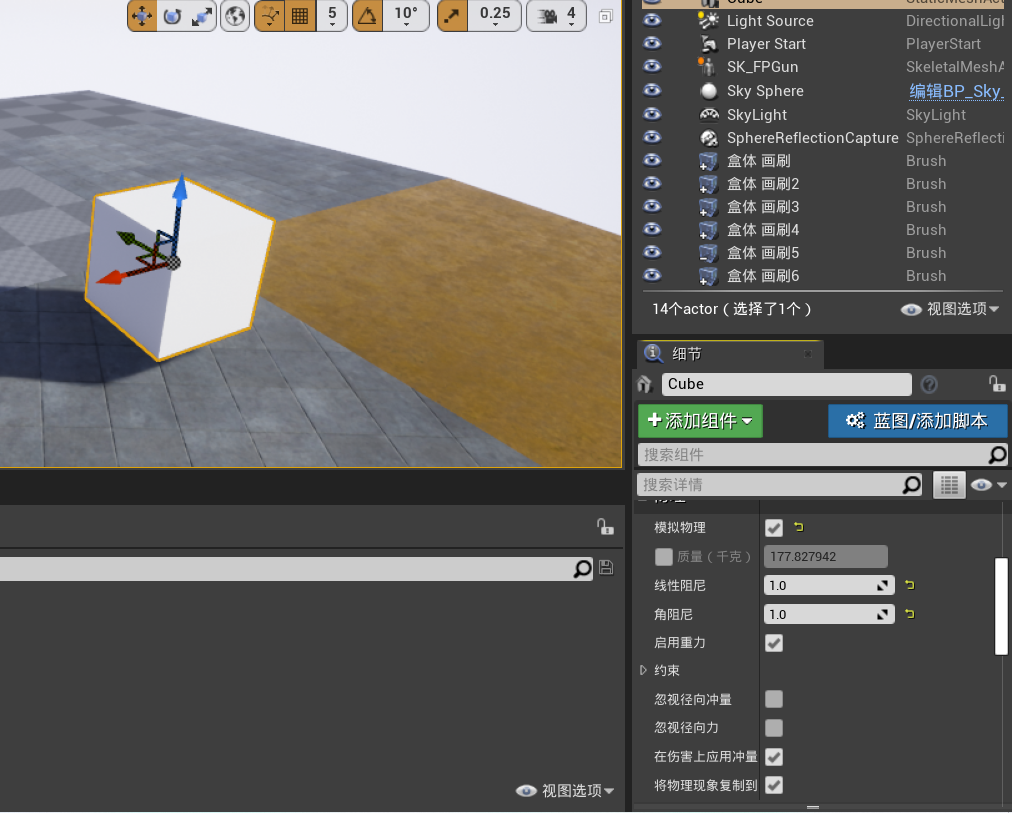 5
10°
0.25
4
Cube StaticMeshAct
Light Source DirectionalLigh
Player Start PlayerStart
SK_FPGun SkeletalMeshA
Sky Sphere 编辑BP_Sky_
SkyLight SkyLight
SphereReflectionCapture SphereReflecti
盒体 画刷 Brush
盒体 画刷2 Brush
盒体 画刷3 Brush
盒体 画刷4 Brush
盒体 画刷5 Brush
盒体 画刷6 Brush
14个actor（选择了1个） 视图选项
细节
Cube
添加组件 蓝图/添加脚本
搜索组件
搜索详情
物理
模拟物理
质量（千克） 177.827942
线性阻尼 1.0
角阻尼 1.0
启用重力
约束
忽视径向冲量
忽视径向力
在伤害上应用冲量
将物理现象复制到
视图选项